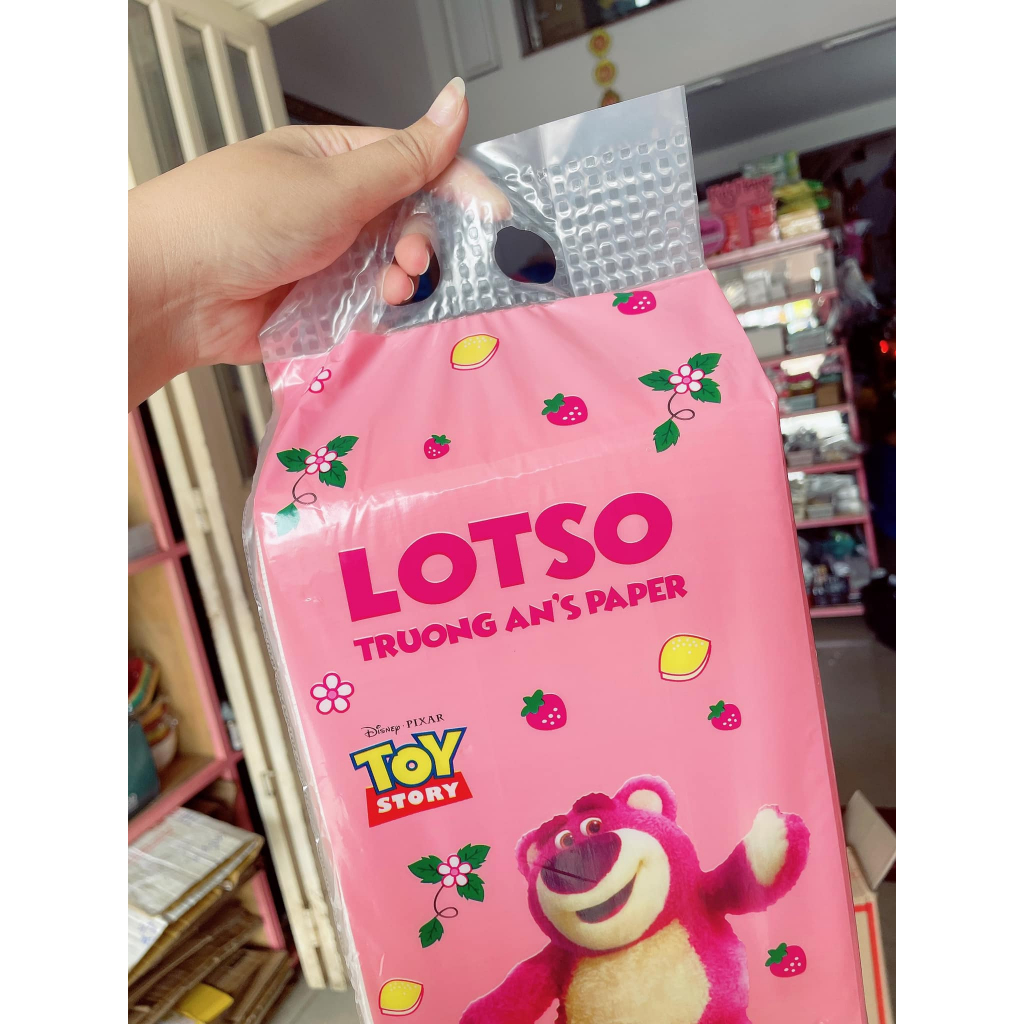 LOTSO
TRUONG AN'S PAPER
Disney · PIXAR
TOY
STORY